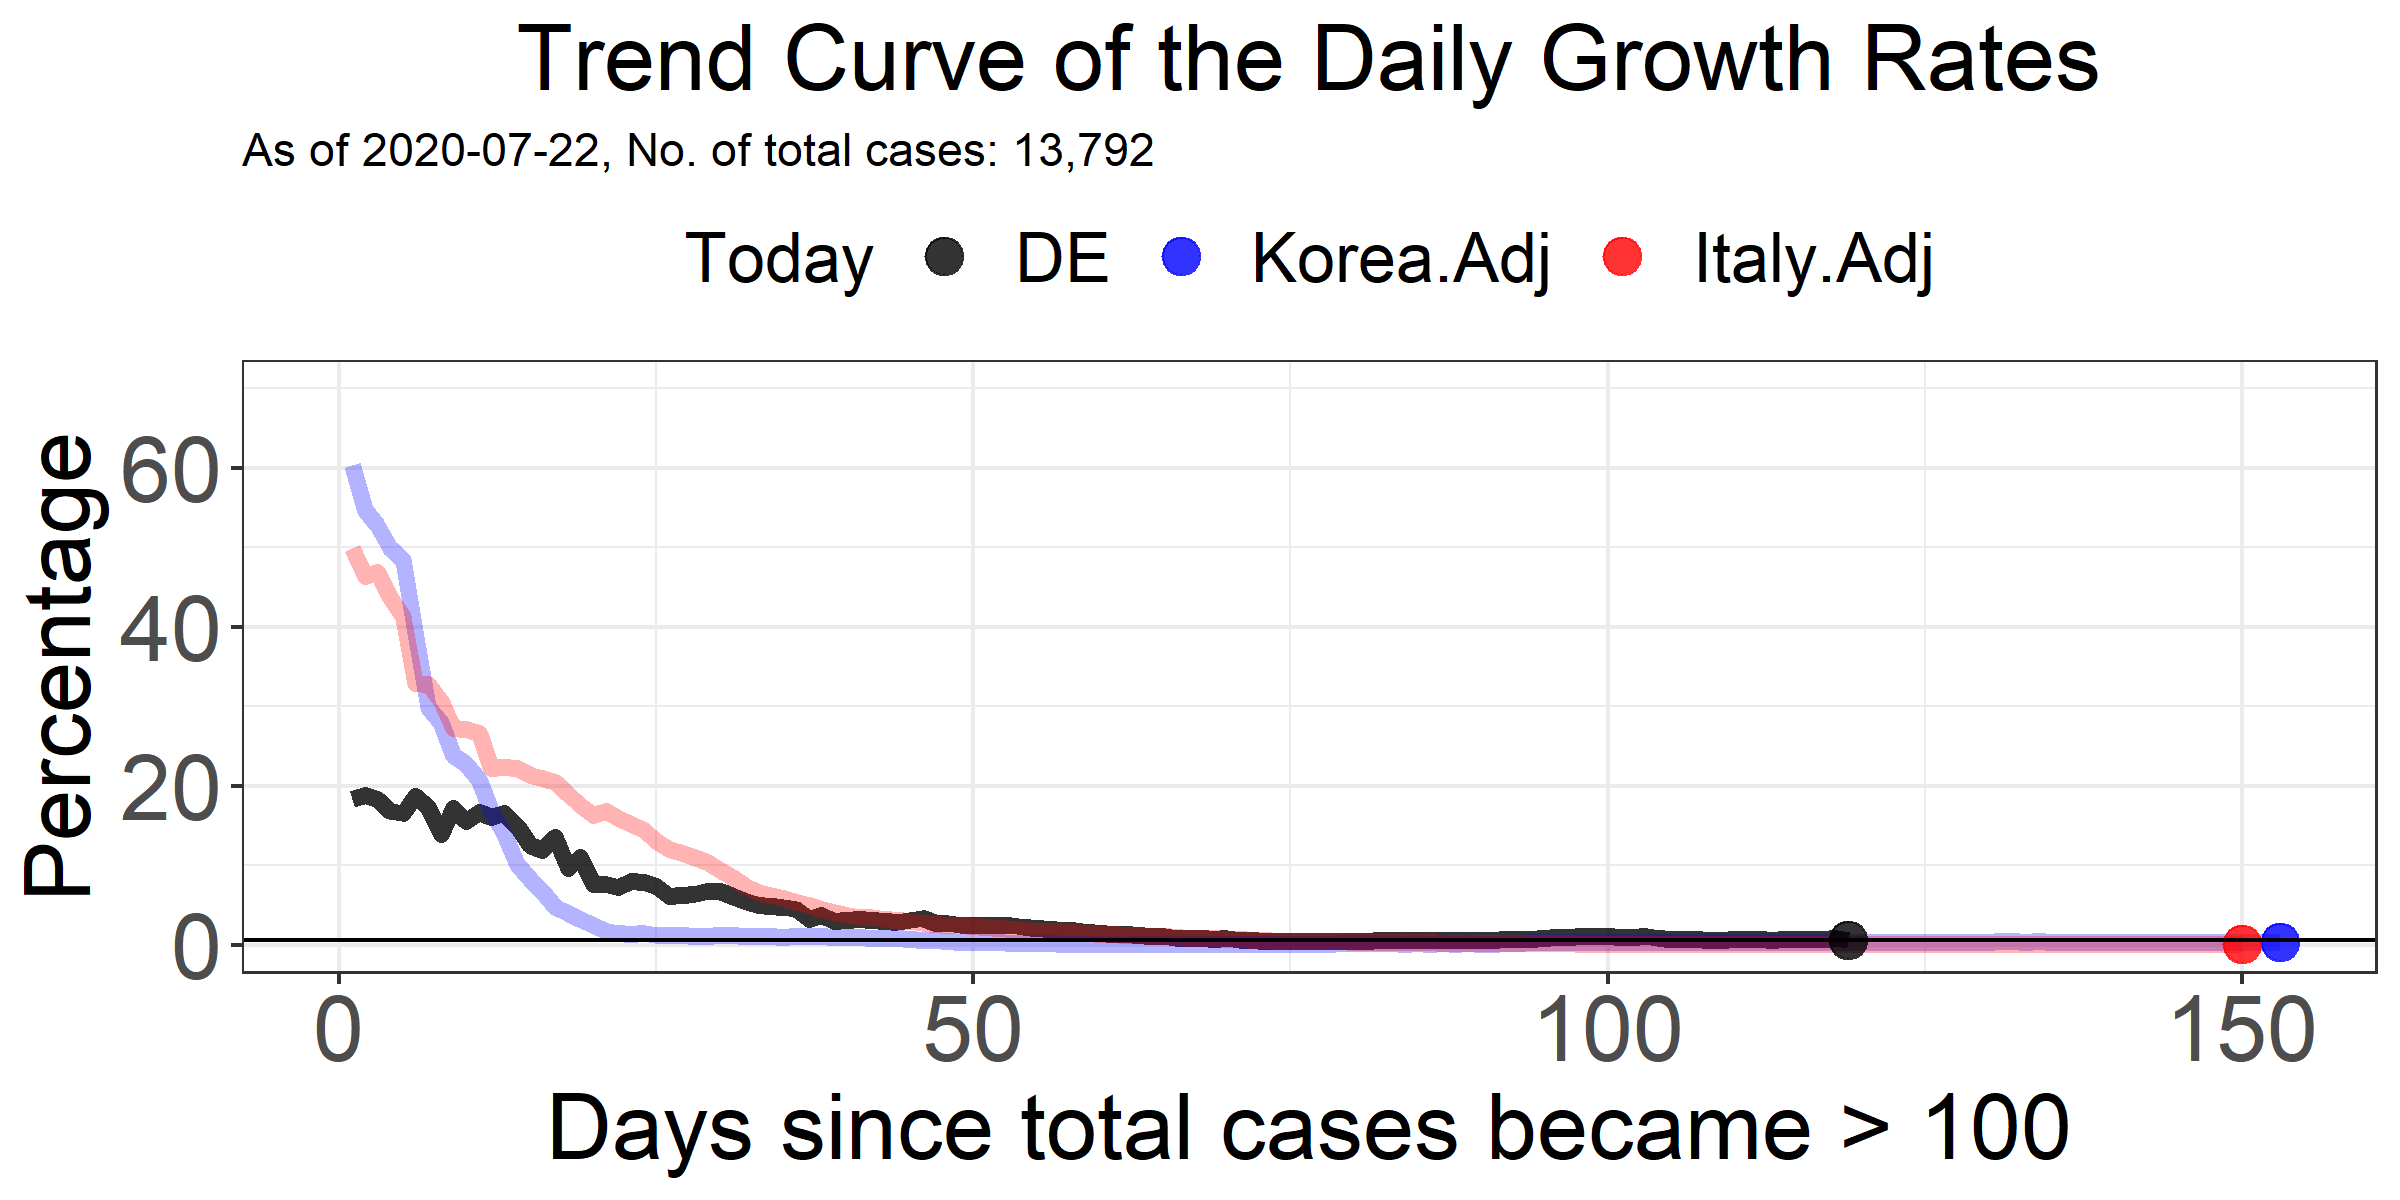 Trend Curve of the Daily Growth Rates
As of 2020-07-22, No. of total cases: 13,792
Today DE Korea.Adj Italy.Adj
Percentage
60
40
20
0
0 50 100 150
Days since total cases became > 100